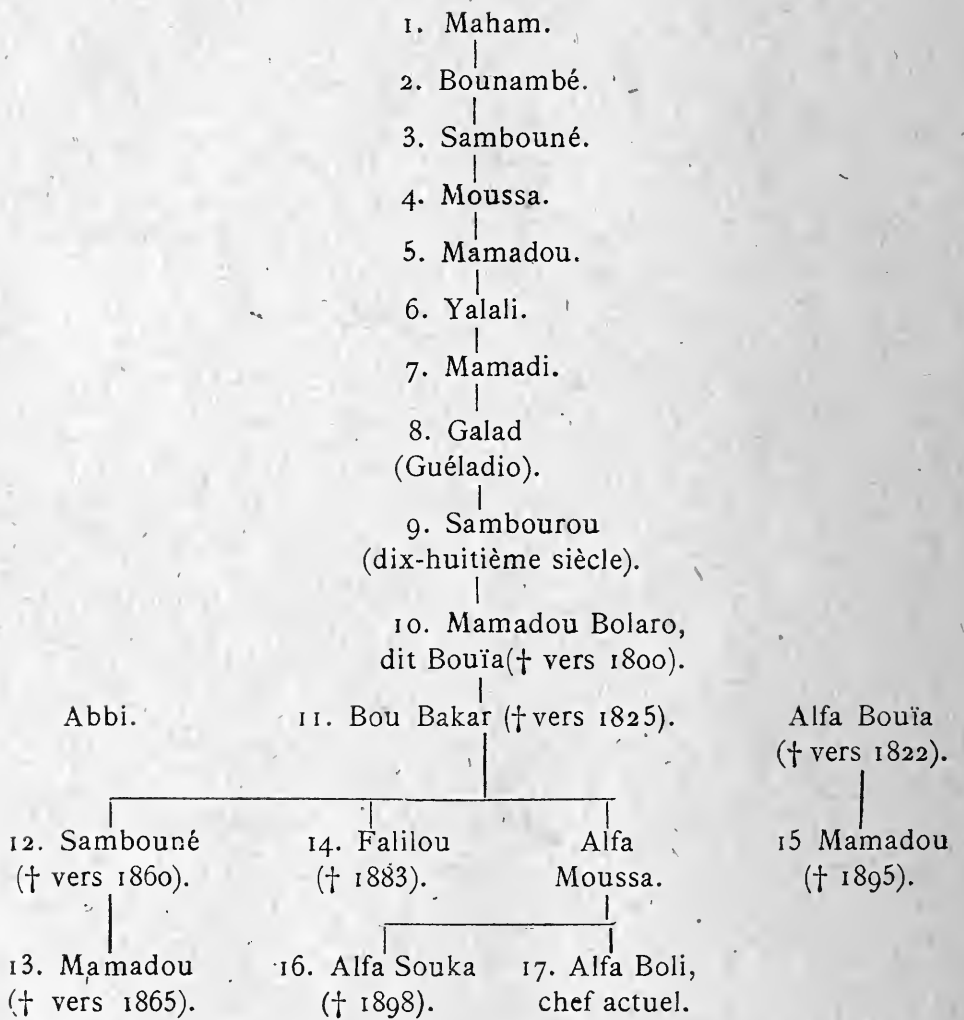 1. Maham.
2. Bounambé.
3. Sambouné.
4. Moussa.
5. Mamadou.
6. Yalali.
7. Mamadi.
8. Galad
(Guéladio).
9. Sambourou
(dix-huitième siècle).
10. Mamadou Bolaro,
dit Bouïa († vers 1800).
Abbi. 11. Bou Bakar († vers 1825). Alfa Bouïa
(† vers 1822).
12. Sambouné 14. Falilou Alfa 15 Mamadou
(† vers 1860). († 1883). Moussa. († 1895).
13. Mamadou 16. Alfa Souka 17. Alfa Boli,
(† vers 1865). († 1898). chef actuel.